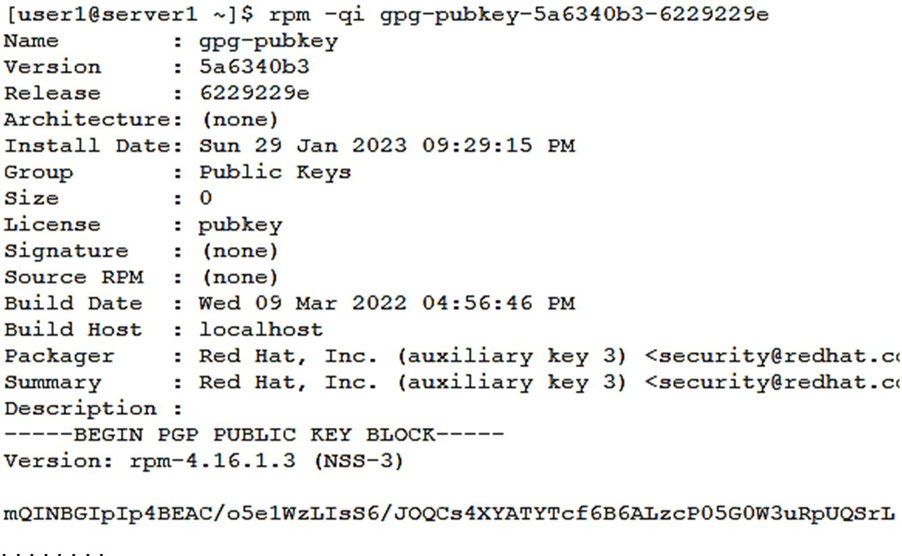 [user1@server1 ~]$ rpm -qi gpg-pubkey-5a6340b3-6229229e
Name        : gpg-pubkey
Version     : 5a6340b3
Release     : 6229229e
Architecture: (none)
Install Date: Sun 29 Jan 2023 09:29:15 PM
Group       : Public Keys
Size        : 0
License     : pubkey
Signature   : (none)
Source RPM  : (none)
Build Date  : Wed 09 Mar 2022 04:56:46 PM
Build Host  : localhost
Packager    : Red Hat, Inc. (auxiliary key 3) <security@redhat.c
Summary     : Red Hat, Inc. (auxiliary key 3) <security@redhat.c
Description :
-----BEGIN PGP PUBLIC KEY BLOCK-----
Version: rpm-4.16.1.3 (NSS-3)
mQINBGIpIp4BEAC/o5e1WzLIsS6/JOQCs4XYATYTcf6B6ALzcP05G0W3uRpUQSrL
. . . . . . . .